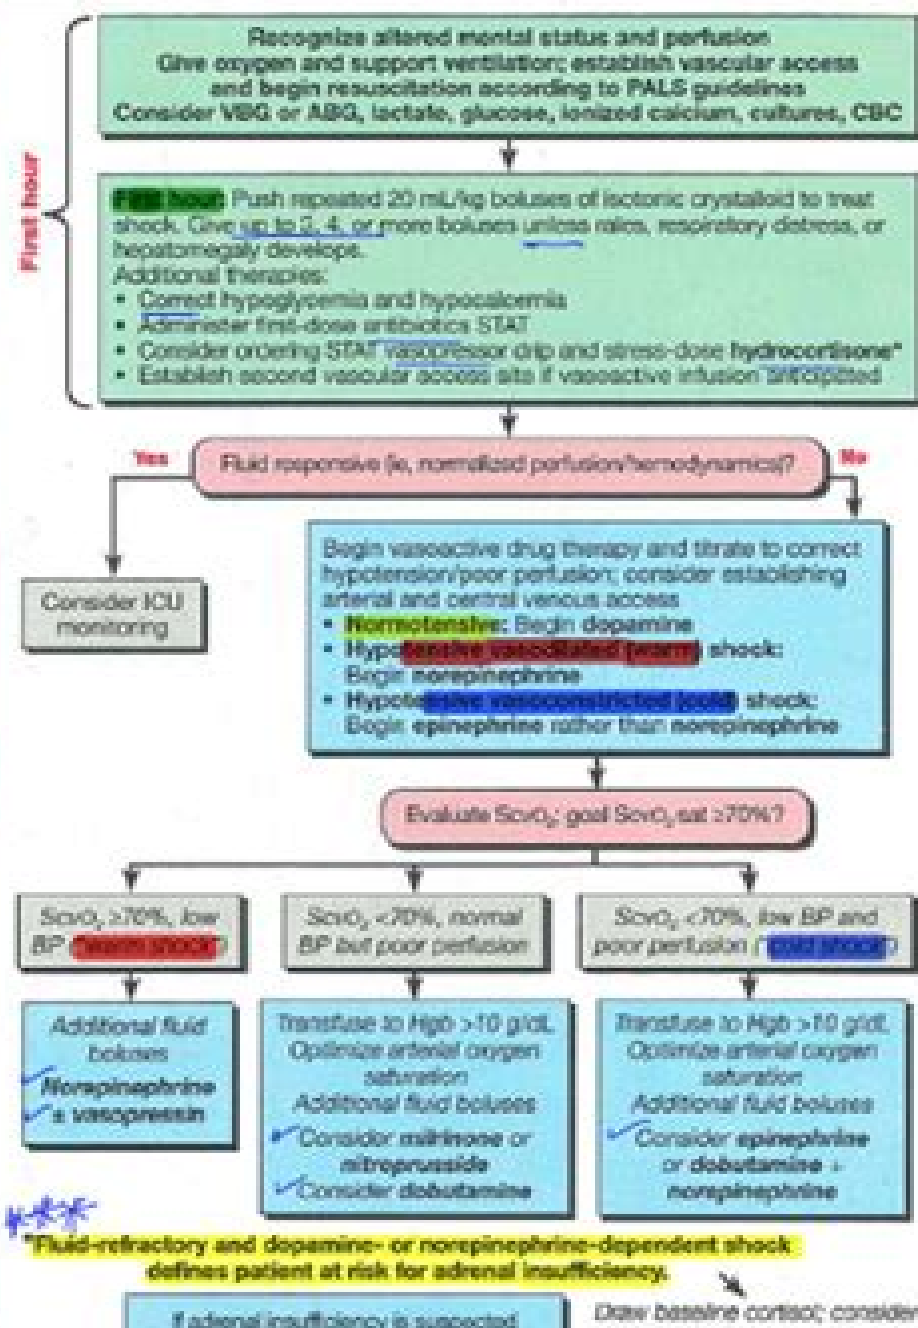 Recognize altered mental status and perfusion
Give oxygen and support ventilation; establish vascular access
and begin resuscitation according to PALS guidelines
Consider VBG or ABG, lactate, glucose, ionized calcium, cultures, CBC
First hour
First hour: Push repeated 20 mL/kg boluses of isotonic crystalloid to treat
shock. Give up to 3, 4, or more boluses unless rales, respiratory distress, or
hepatomegaly develops.
Additional therapies:
• Correct hypoglycemia and hypocalcemia
• Administer first-dose antibiotics STAT
• Consider ordering STAT vasopressor drip and stress-dose hydrocortisone*
• Establish second vascular access site if vasoactive infusion anticipated
Yes
Fluid responsive (ie, normalized perfusion/hemodynamics)?
No
Consider ICU
monitoring
Begin vasoactive drug therapy and titrate to correct
hypotension/poor perfusion; consider establishing
arterial and central venous access
• Normotensive: Begin dopamine
• Hypotensive vasodilated (warm) shock:
Begin norepinephrine
• Hypotensive vasoconstricted (cold) shock:
Begin epinephrine rather than norepinephrine
Evaluate ScvO₂; goal ScvO₂ sat ≥70%?
ScvO₂ ≥70%, low
BP ("warm shock")
ScvO₂ <70%, normal
BP but poor perfusion
ScvO₂ <70%, low BP and
poor perfusion ("cold shock")
Additional fluid
boluses
Norepinephrine
± vasopressin
Transfuse to Hgb >10 g/dL
Optimize arterial oxygen
saturation
Additional fluid boluses
Consider milrinone or
nitroprusside
Consider dobutamine
Transfuse to Hgb >10 g/dL
Optimize arterial oxygen
saturation
Additional fluid boluses
Consider epinephrine
or dobutamine +
norepinephrine
*Fluid-refractory and dopamine- or norepinephrine-dependent shock
defines patient at risk for adrenal insufficiency.
Draw baseline cortisol; consider
If adrenal insufficiency is suspected